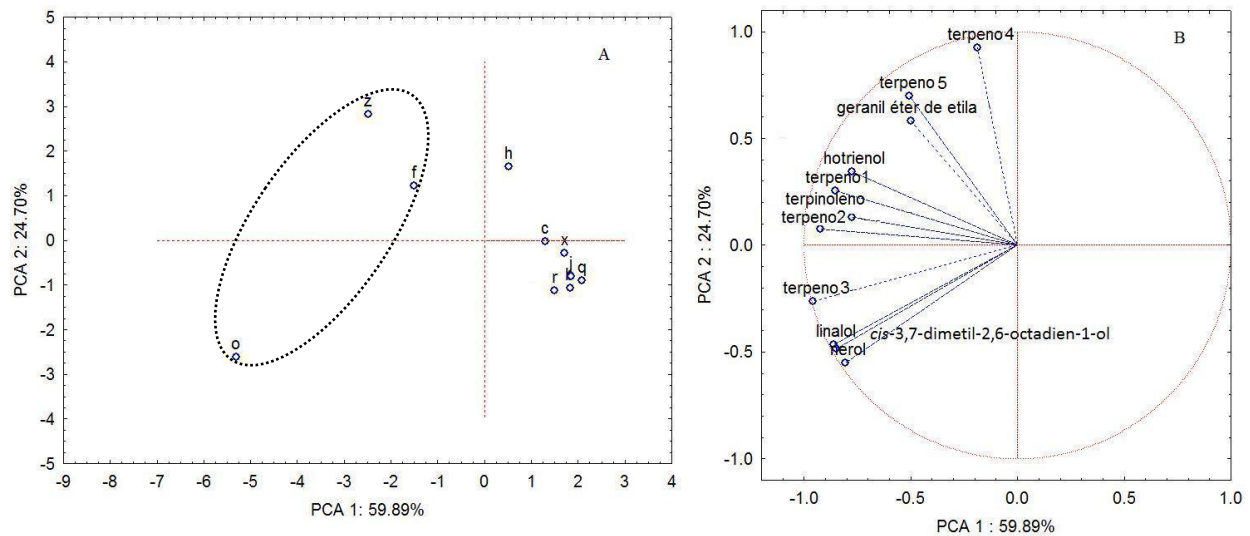 A
5
4
3
2
1
0
-1
-2
-3
-4
-5
PCA 2: 24.70%
z
f
h
c
x
j
q
r
o
-9 -8 -7 -6 -5 -4 -3 -2 -1 0 1 2 3 4
PCA 1: 59.89%
B
1.0
0.5
0.0
-0.5
-1.0
PCA 2 : 24.70%
terpeno 4
terpeno 5
geranil éter de etila
hotrienol
terpeno1
terpinoleno
terpeno2
terpeno 3
linalol
cis-3,7-dimetil-2,6-octadien-1-ol
nerol
-1.0 -0.5 0.0 0.5 1.0
PCA 1 : 59.89%